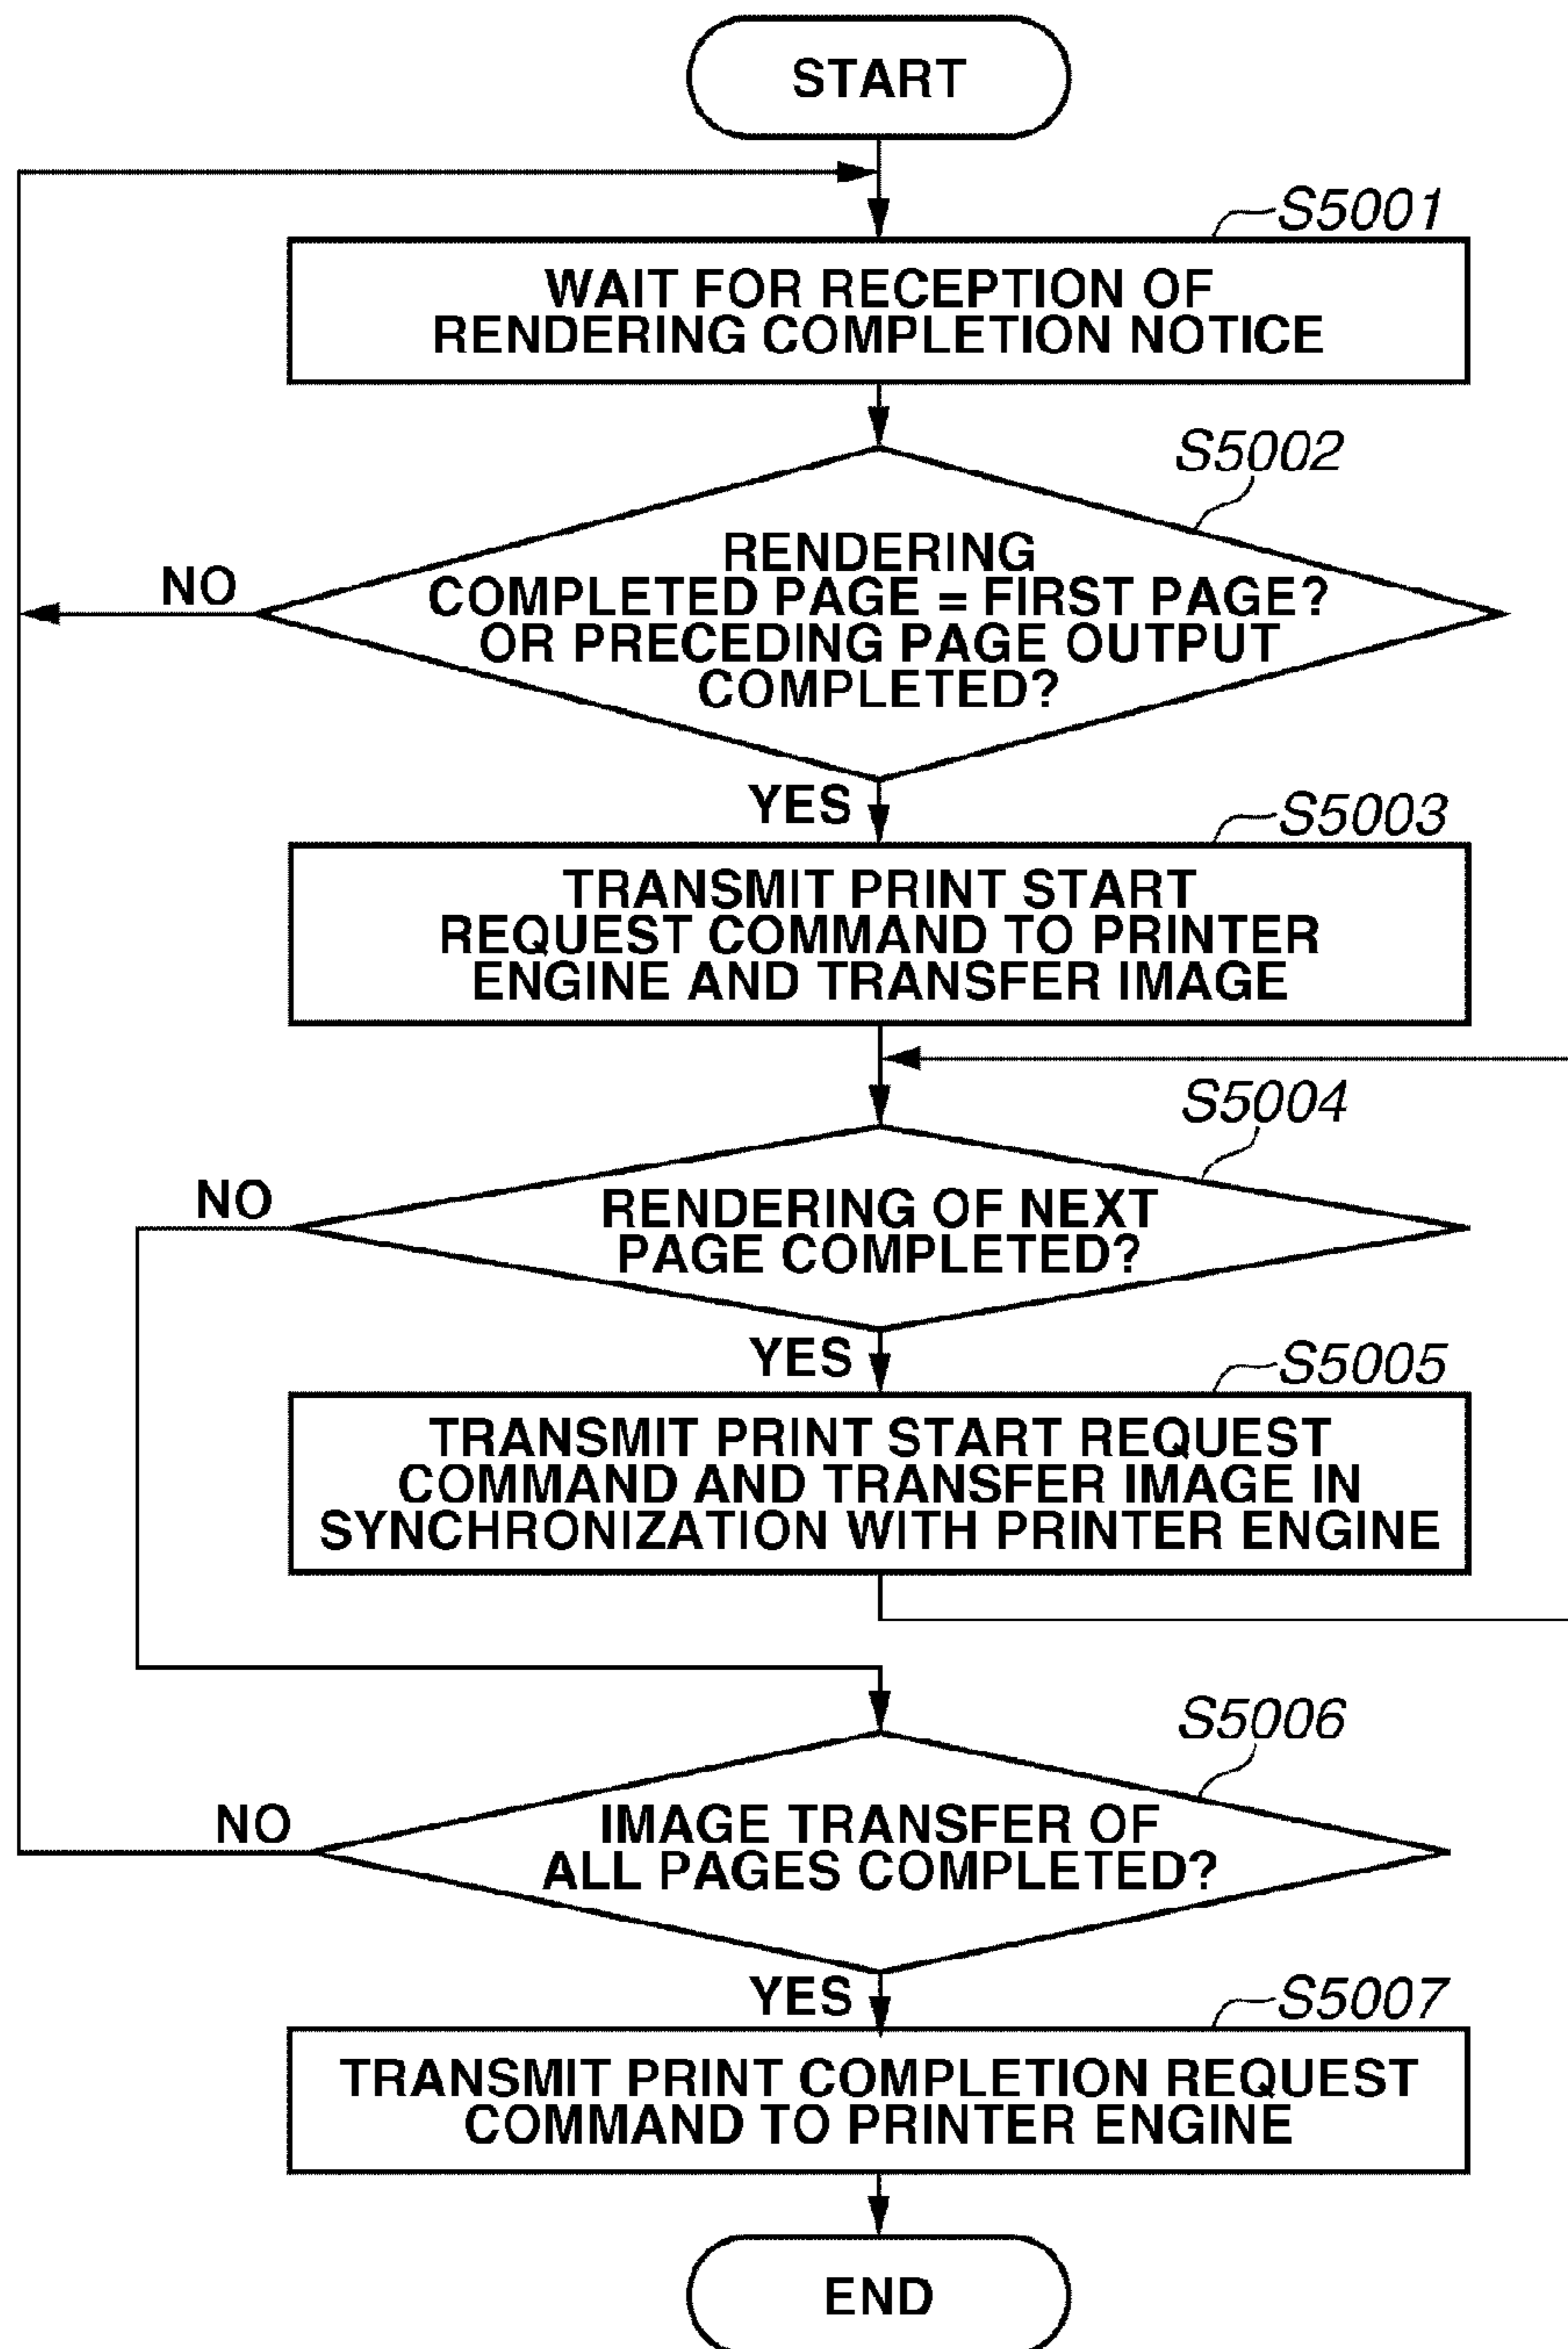 START
S5001
WAIT FOR RECEPTION OF
RENDERING COMPLETION NOTICE
S5002
RENDERING
COMPLETED PAGE = FIRST PAGE?
OR PRECEDING PAGE OUTPUT
COMPLETED?
NO
YES
S5003
TRANSMIT PRINT START
REQUEST COMMAND TO PRINTER
ENGINE AND TRANSFER IMAGE
S5004
NO
RENDERING OF NEXT
PAGE COMPLETED?
YES
S5005
TRANSMIT PRINT START REQUEST
COMMAND AND TRANSFER IMAGE IN
SYNCHRONIZATION WITH PRINTER ENGINE
S5006
NO
IMAGE TRANSFER OF
ALL PAGES COMPLETED?
YES
S5007
TRANSMIT PRINT COMPLETION REQUEST
COMMAND TO PRINTER ENGINE
END